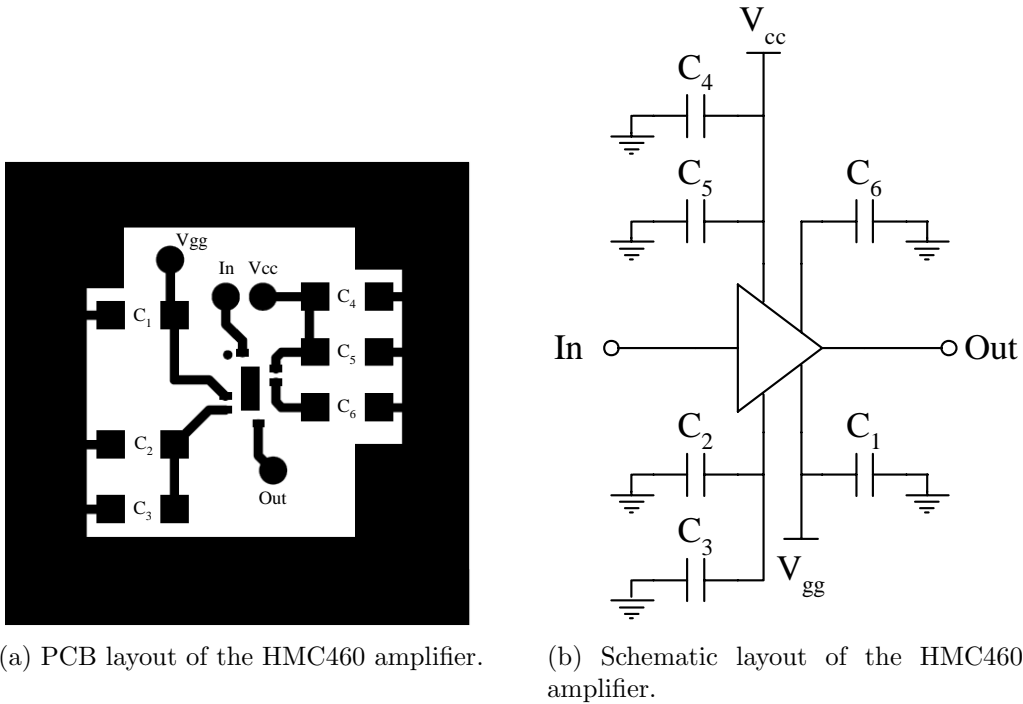 Vgg
In Vcc
C1
C4
C5
C6
C2
C3
Out
(a) PCB layout of the HMC460 amplifier.
Vcc
C4
C5
C6
In
Out
C2
C1
C3
Vgg
(b) Schematic layout of the HMC460
amplifier.